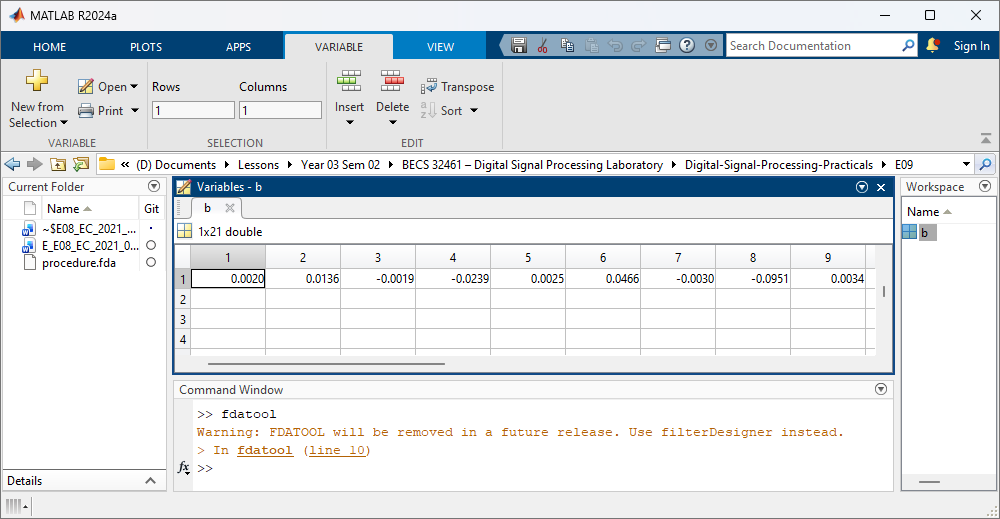 MATLAB R2024a
HOME PLOTS APPS VARIABLE VIEW Search Documentation Sign In
New from Selection Open Print Rows Columns 1 1 Insert Delete Transpose Sort
VARIABLE SELECTION EDIT
« (D) Documents Lessons Year 03 Sem 02 BECS 32461 – Digital Signal Processing Laboratory Digital-Signal-Processing-Practicals E09
Current Folder
Name Git
~$E08_EC_2021_...
E_E08_EC_2021_0...
procedure.fda
Details
Variables - b
b
1x21 double
1 2 3 4 5 6 7 8 9
1 0.0020 0.0136 -0.0019 -0.0239 0.0025 0.0466 -0.0030 -0.0951 0.0034
2
3
4
Command Window
>> fdatool
Warning: FDATOOL will be removed in a future release. Use filterDesigner instead.
> In fdatool (line 10)
fx >>
Workspace
Name
b